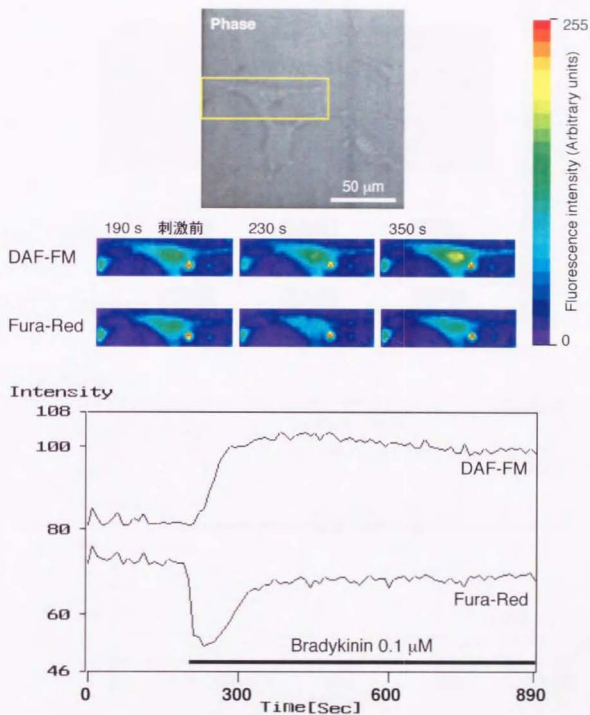 Phase
50 μm
255
Fluorescence intensity (Arbitrary units)
0
190 s 刺激前 230 s 350 s
DAF-FM
Fura-Red
Intensity
108
100
80
60
46
DAF-FM
Fura-Red
Bradykinin 0.1 μM
0 300 600 890
Time[Sec]